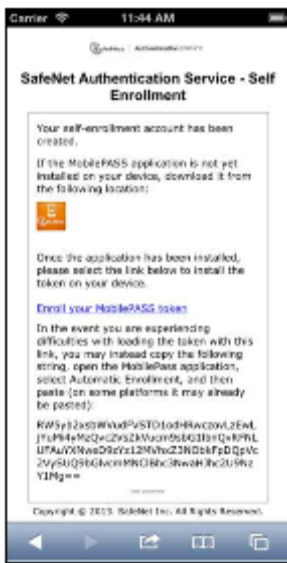 Carrier 11:44 AM
SafeNet Authentication Service - Self
Enrollment
Your self-enrollment account has been
created.
If the MobilePASS application is not yet
installed on your device, download it from
the following location:
Once the application has been installed,
please select the link below to install the
token on your device.
Enroll your MobilePASS token
In the event you are experiencing
difficulties with loading the token with this
link, you may instead copy the following
string, open the MobilePass application,
select Automatic Enrollment, and then
paste (on some platforms it may already
be pasted):
Copyright © 2013. SafeNet Inc. All Rights Reserved.